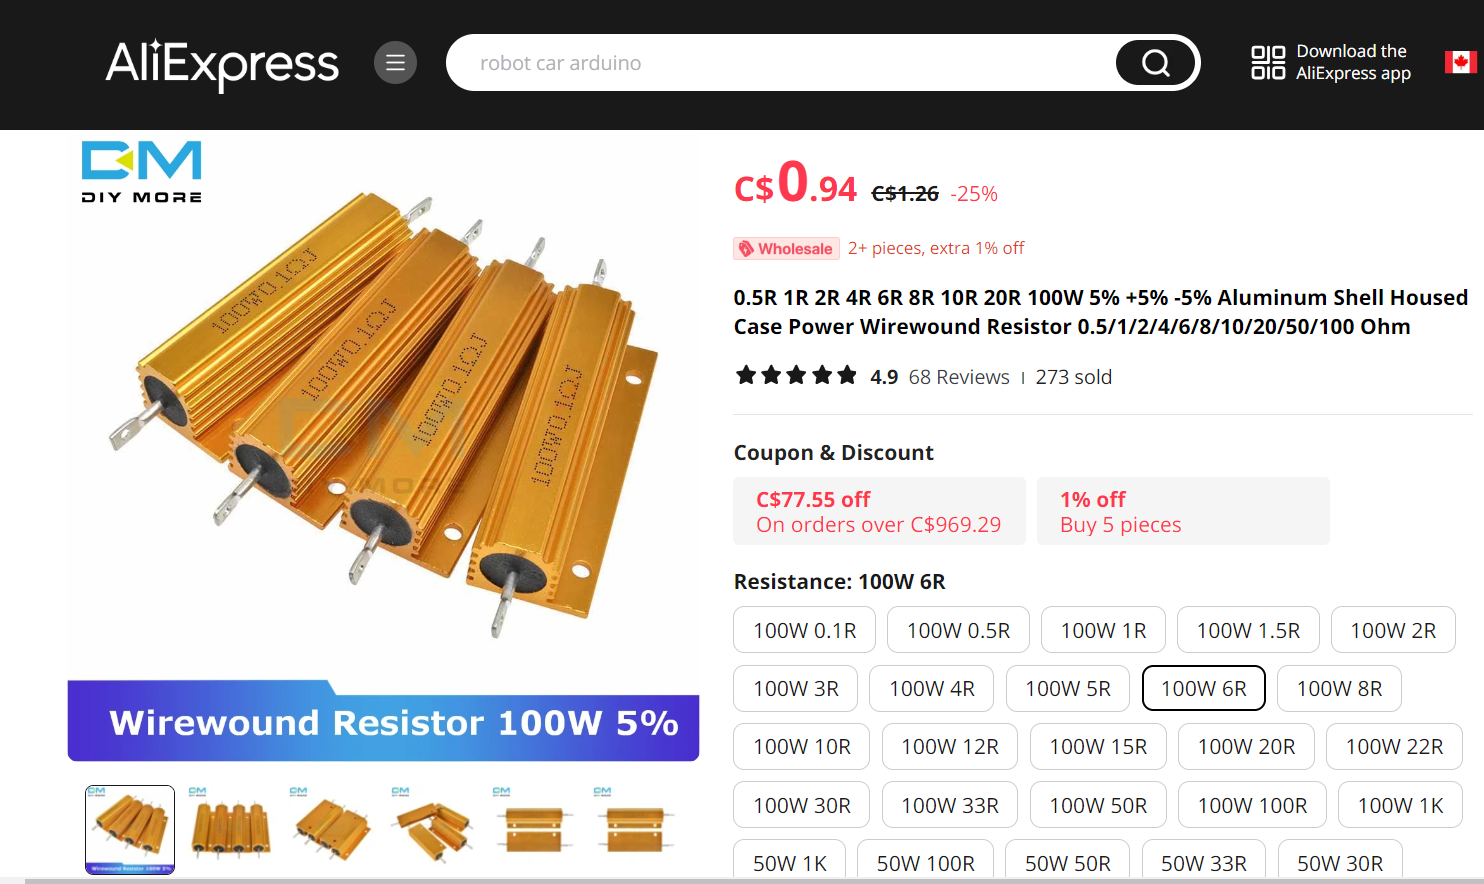 AliExpress
robot car arduino
Download the
AliExpress app
DM
DIY MORE
100W0.1ΩJ
100W0.1ΩJ
100W0.1ΩJ
100W0.1ΩJ
Wirewound Resistor 100W 5%
C$0.94 C$1.26 -25%
Wholesale 2+ pieces, extra 1% off
0.5R 1R 2R 4R 6R 8R 10R 20R 100W 5% +5% -5% Aluminum Shell Housed
Case Power Wirewound Resistor 0.5/1/2/4/6/8/10/20/50/100 Ohm
4.9 68 Reviews 273 sold
Coupon & Discount
C$77.55 off
On orders over C$969.29
1% off
Buy 5 pieces
Resistance: 100W 6R
100W 0.1R 100W 0.5R 100W 1R 100W 1.5R 100W 2R
100W 3R 100W 4R 100W 5R 100W 6R 100W 8R
100W 10R 100W 12R 100W 15R 100W 20R 100W 22R
100W 30R 100W 33R 100W 50R 100W 100R 100W 1K
50W 1K 50W 100R 50W 50R 50W 33R 50W 30R